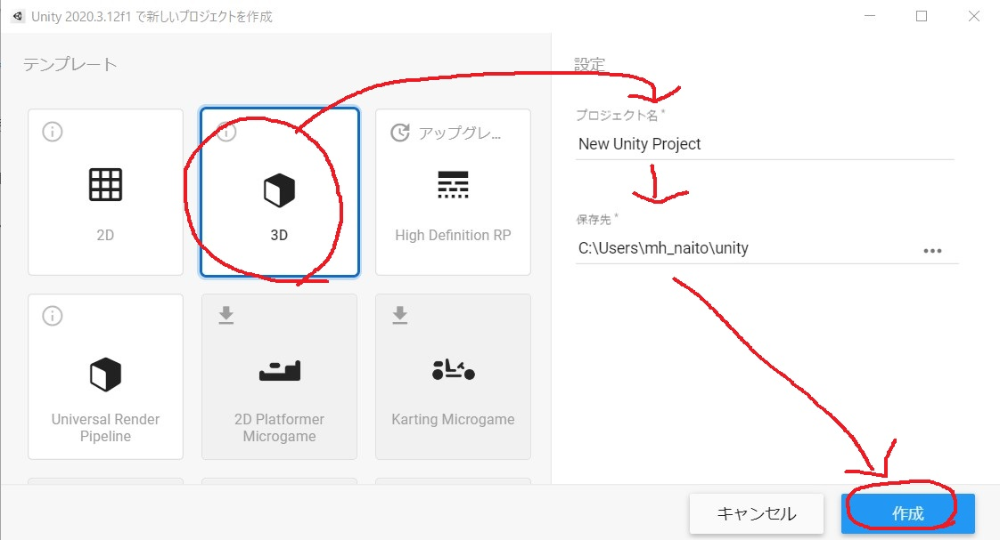 Unity 2020.3.12f1 で新しいプロジェクトを作成
テンプレート
2D
3D
アップグレ...
High Definition RP
Universal Render
Pipeline
2D Platformer
Microgame
Karting Microgame
設定
プロジェクト名*
New Unity Project
保存先*
C:\Users\mh_naito\unity
キャンセル
作成